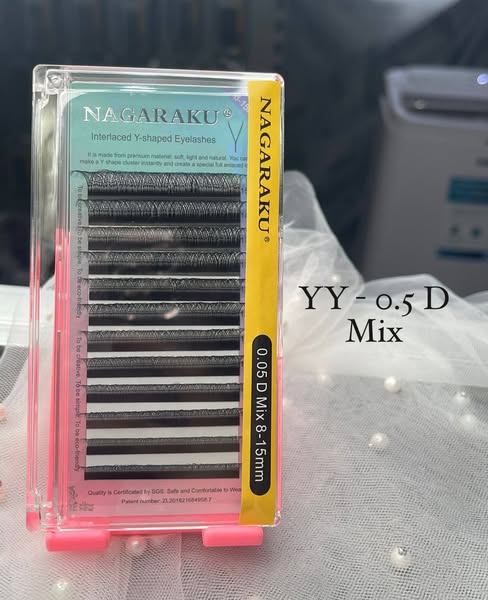 NAGARAKU
Interlaced Y-shaped Eyelashes
It is made from premium material, soft, light and natural. You can
make a Y shape cluster instantly and create a special full
To be creative. To be simple. To be eco-friendly
To be creative. To be simple. To be eco-friendly
Quality is Certificated by SGS. Safe and Comfortable to Wea
NAGARAKU®
0.05 D Mix 8-15mm
YY - 0.5 D
Mix